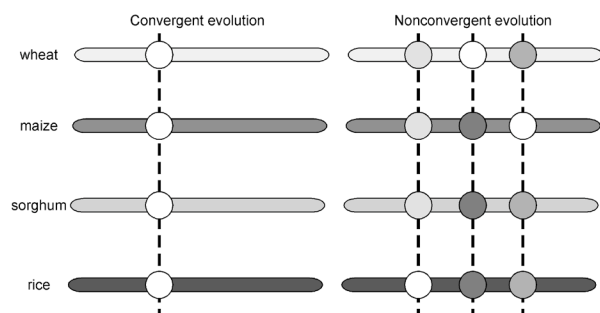 Convergent evolution
Nonconvergent evolution
wheat
maize
sorghum
rice